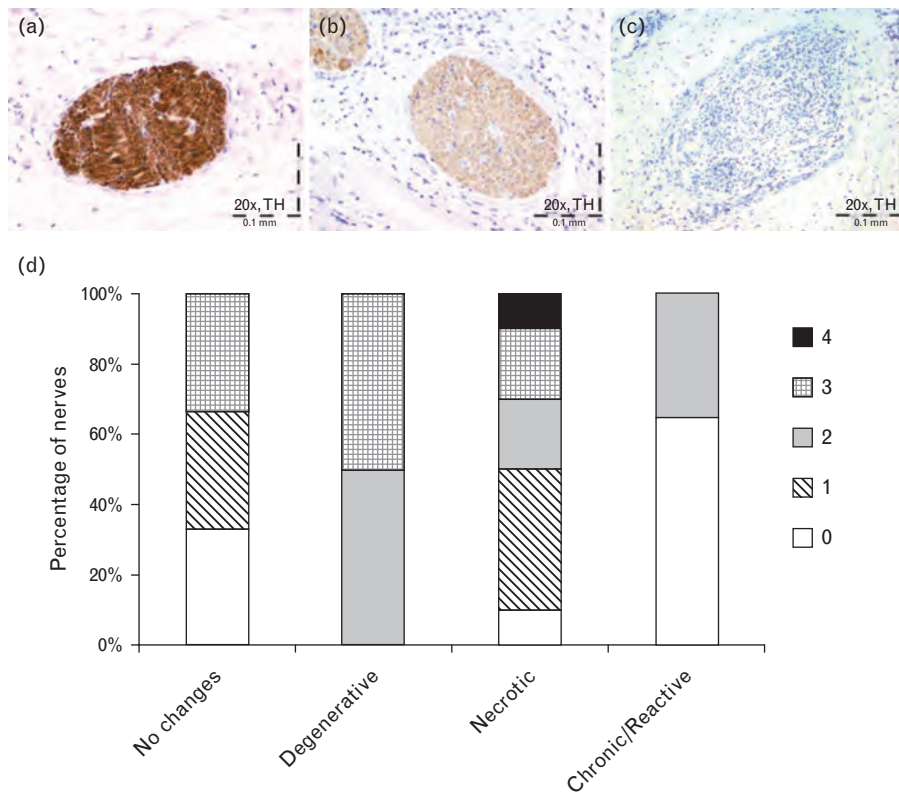 (a)
(b)
(c)
20x, TH
0.1 mm
20x, TH
0.1 mm
20x, TH
0.1 mm
(d)
Percentage of nerves
100%
80%
60%
40%
20%
0%
No changes
Degenerative
Necrotic
Chronic/Reactive
4
3
2
1
0